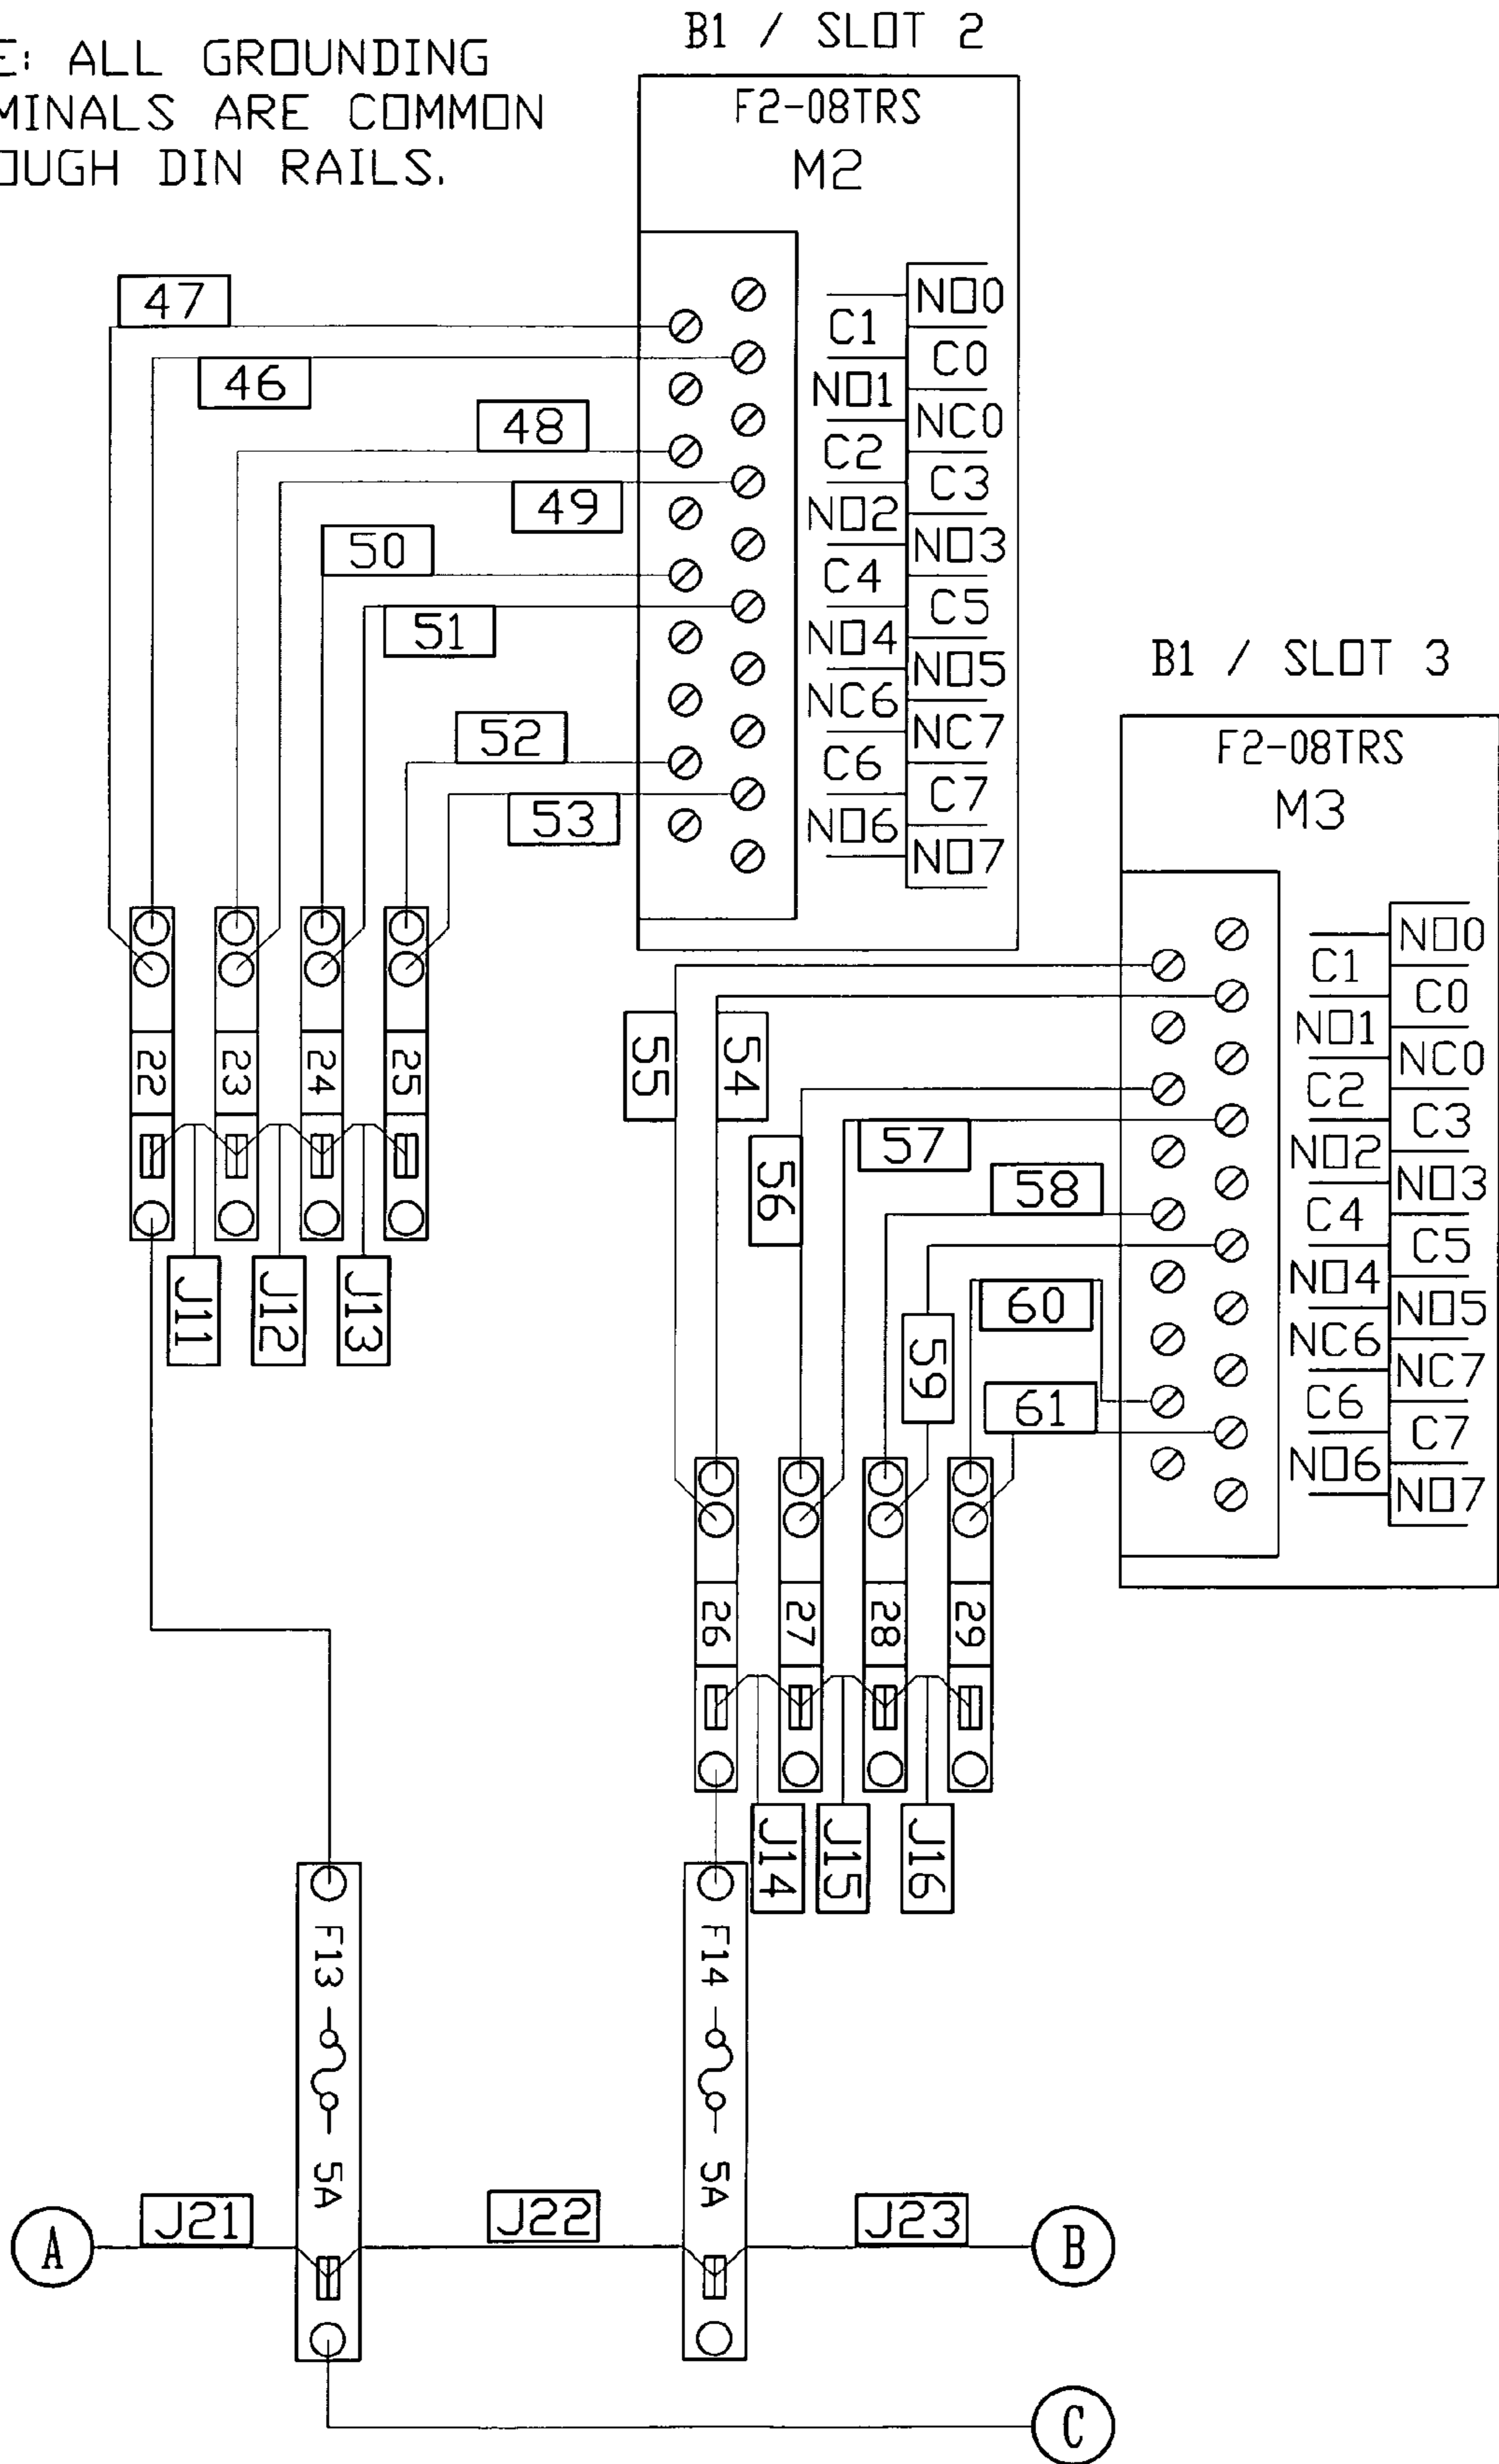 E: ALL GROUNDING
MINALS ARE COMMON
OUGH DIN RAILS.
B1 / SLOT 2
F2-08TRS
M2
47
46
48
49
50
51
52
53
C1
NO1
C2
NO2
C4
NO4
NC6
C6
NO6
NO0
C0
NC0
C3
NO3
C5
NO5
NC7
C7
NO7
B1 / SLOT 3
F2-08TRS
M3
C1
NO1
C2
NO2
C4
NO4
NC6
C6
NO6
NO0
C0
NC0
C3
NO3
C5
NO5
NC7
C7
NO7
22
23
24
25
J11
J12
J13
55
54
56
57
58
59
60
61
26
27
28
29
J14
J15
J16
F13
5A
F14
5A
A
J21
J22
J23
B
C